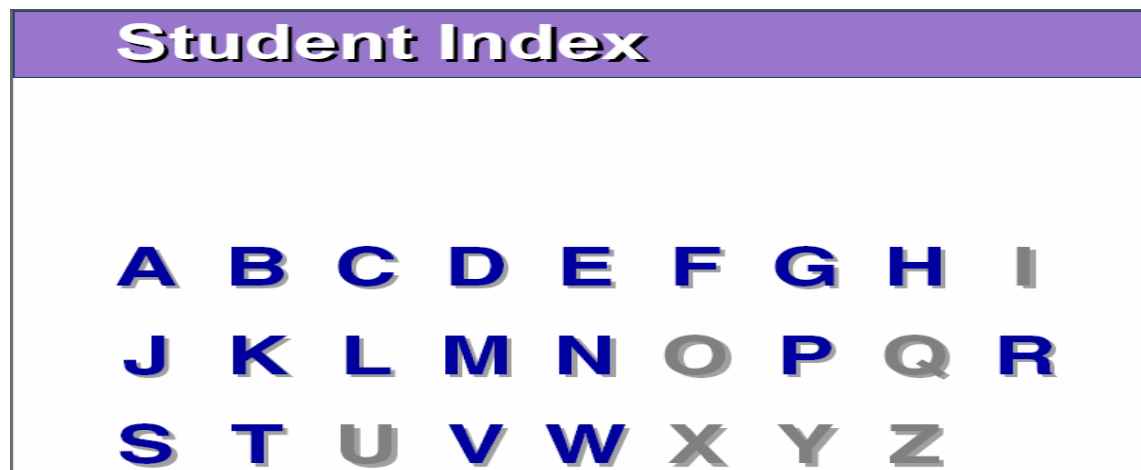 Student Index
A B C D E F G H I
J K L M N O P Q R
S T U V W X Y Z